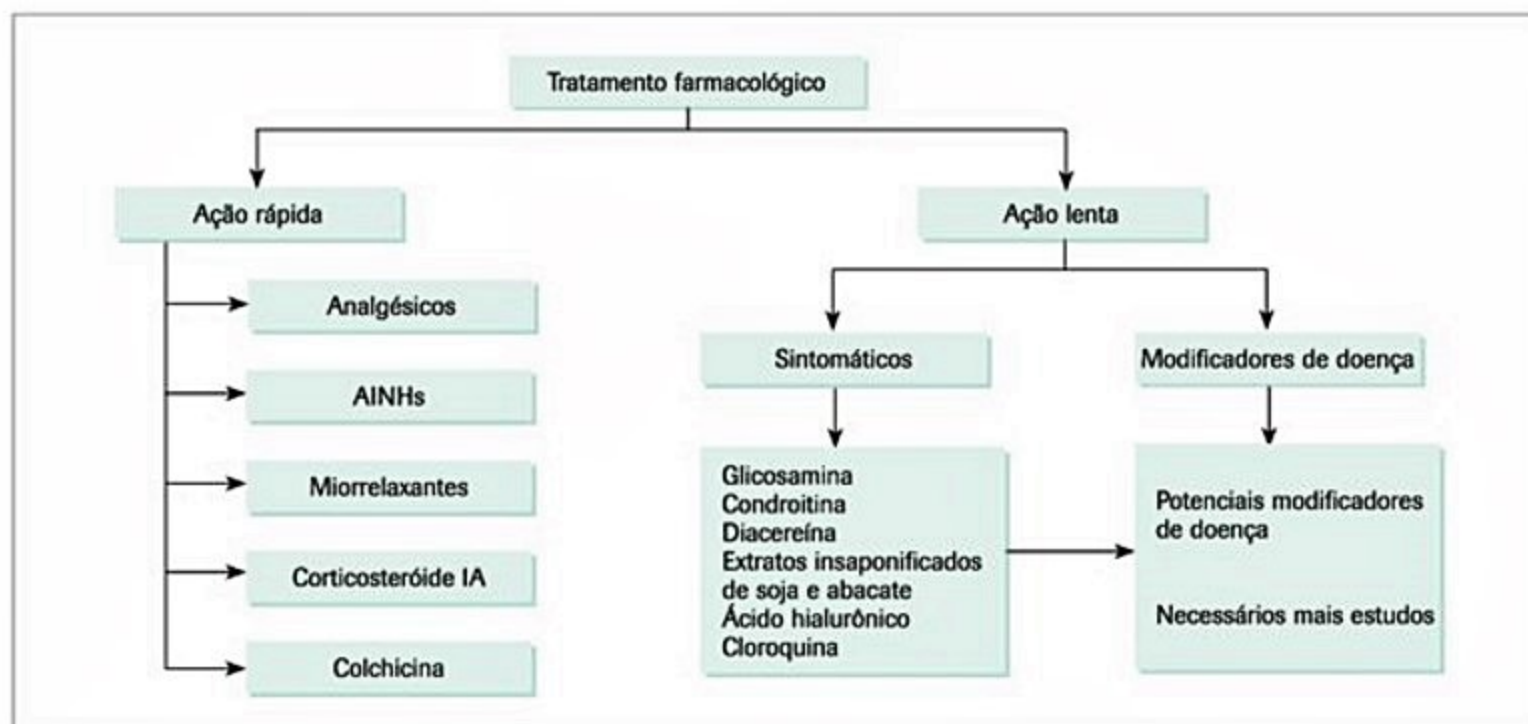 Tratamento farmacológico
Ação rápida
Analgésicos
AINHs
Miorrelaxantes
Corticosteróide IA
Colchicina
Ação lenta
Sintomáticos
Glicosamina
Condroitina
Diacereína
Extratos insaponificados
de soja e abacate
Ácido hialurônico
Cloroquina
Modificadores de doença
Potenciais modificadores
de doença
Necessários mais estudos